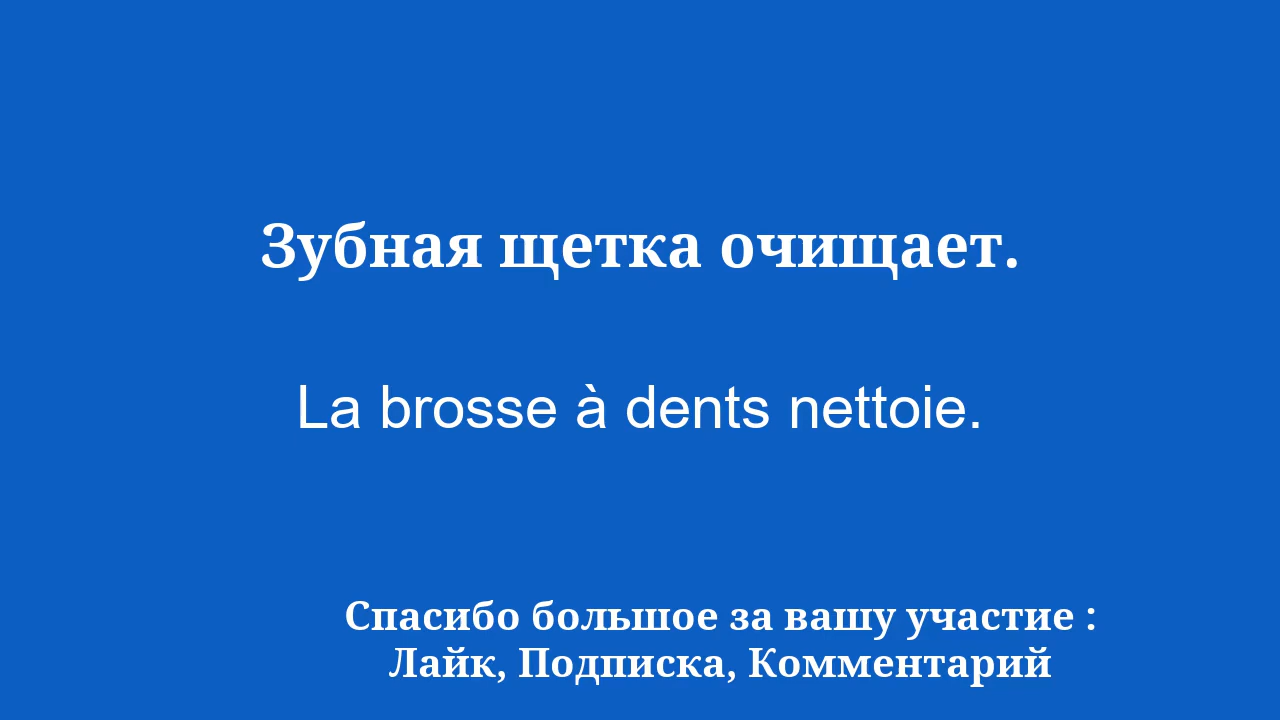 Зубная щетка очищает.
La brosse à dents nettoie.
Спасибо большое за вашу участие :
Лайк, Подписка, Комментарий